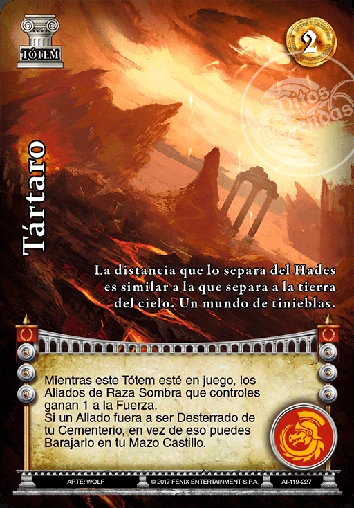 TÓTEM
2
Tártaro
La distancia que lo separa del Hades
es similar a la que separa a la tierra
del cielo. Un mundo de tinieblas.
Mientras este Tótem esté en juego, los
Aliados de Raza Sombra que controles
ganan 1 a la Fuerza.
Si un Aliado fuera a ser Desterrado de
tu Cementerio, en vez de eso puedes
Barajarlo en tu Mazo Castillo.
ARTE: WOLF
© 2017 FENIX ENTERTAINMENT S.P.A.